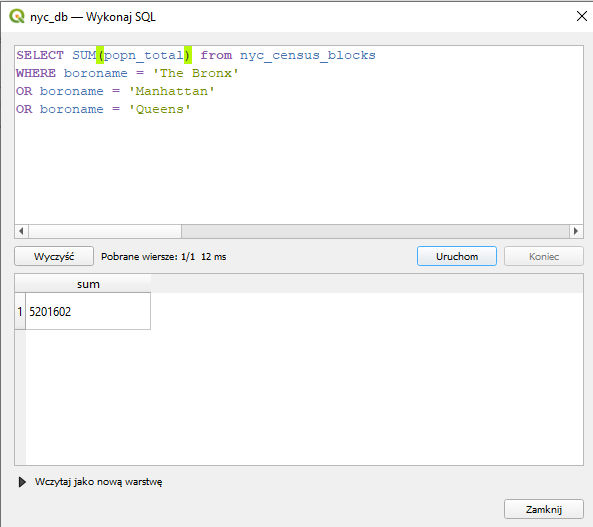 nyc_db — Wykonaj SQL
SELECT SUM(popn_total) from nyc_census_blocks
WHERE boroname = 'The Bronx'
OR boroname = 'Manhattan'
OR boroname = 'Queens'
Wyczyść Pobrane wiersze: 1/1 12 ms Uruchom Koniec
sum
1 5201602
Wczytaj jako nową warstwę
Zamknij